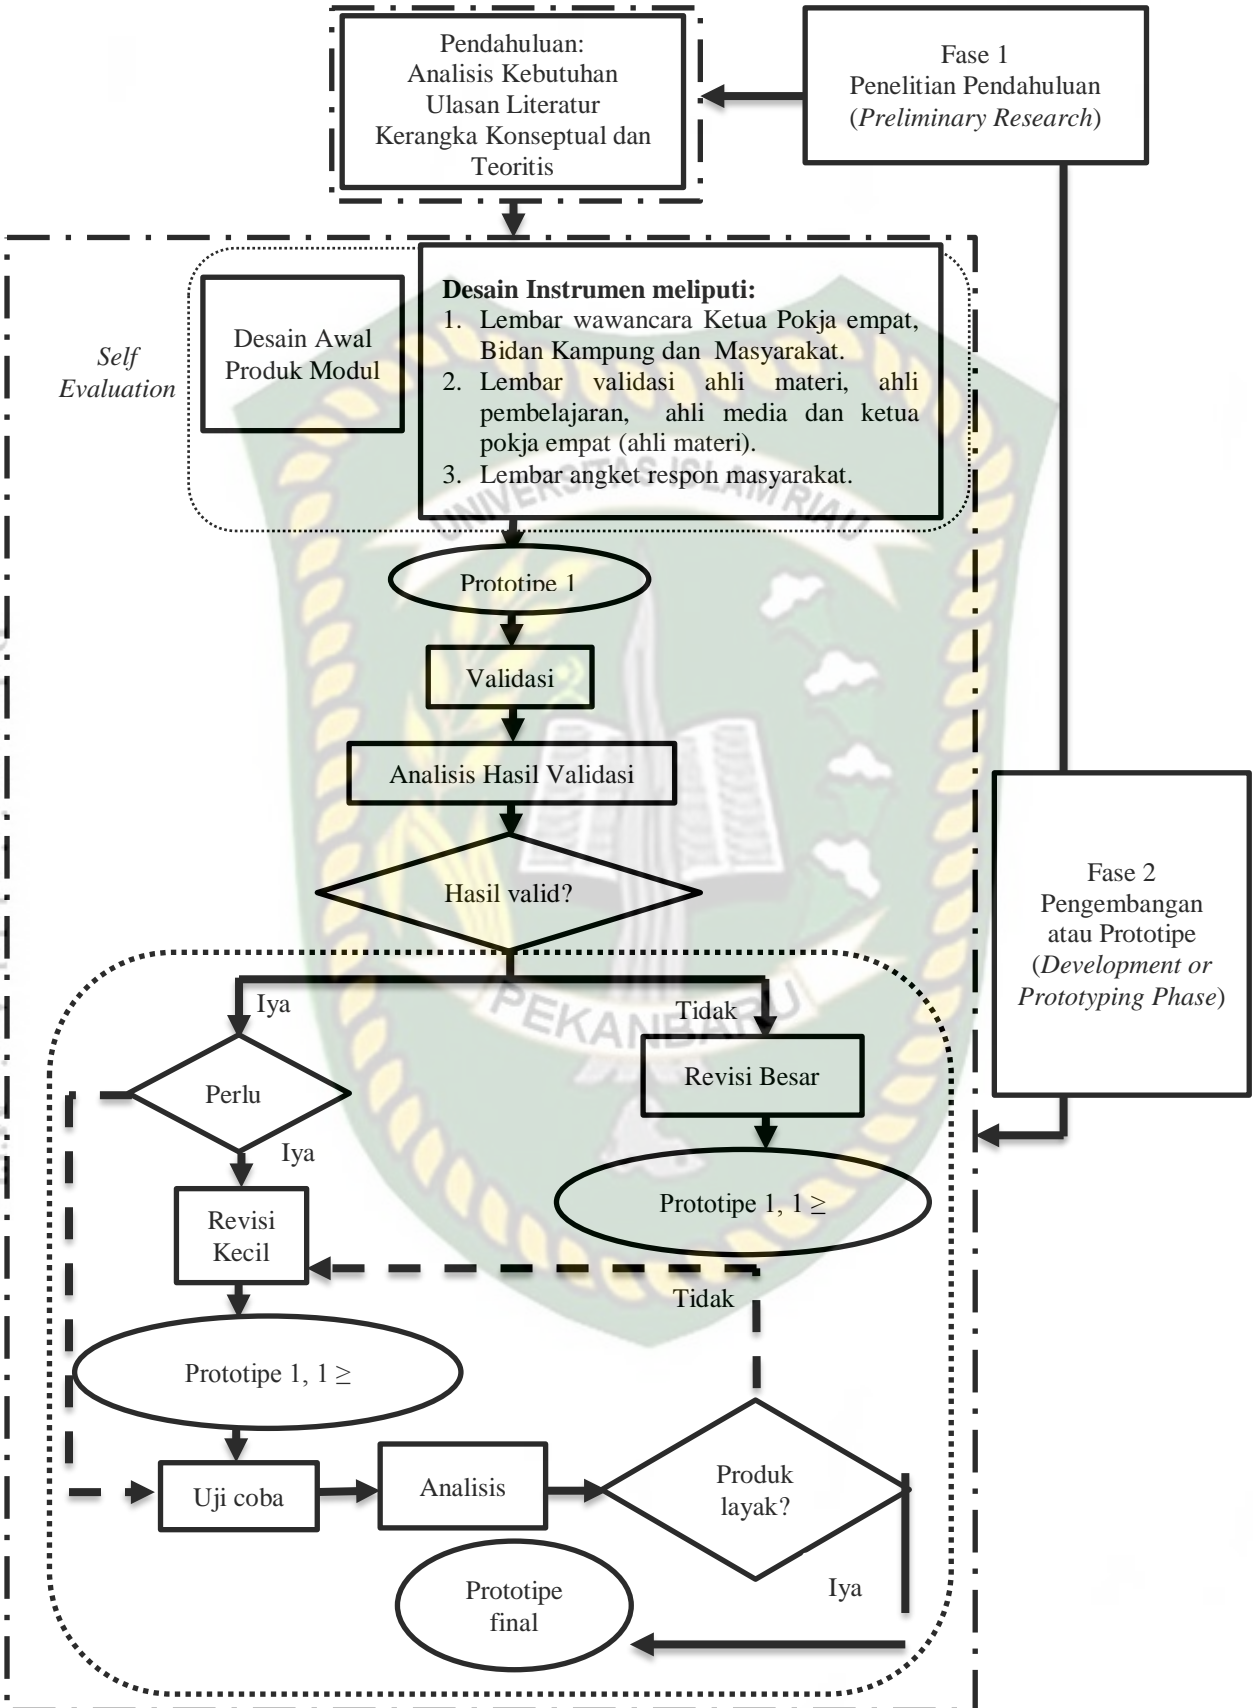 Pendahuluan:
Analisis Kebutuhan
Ulasan Literatur
Kerangka Konseptual dan
Teoritis
Fase 1
Penelitian Pendahuluan
(Preliminary Research)
Self
Evaluation
Desain Awal
Produk Modul
Desain Instrumen meliputi:
1. Lembar wawancara Ketua Pokja empat,
Bidan Kampung dan Masyarakat.
2. Lembar validasi ahli materi, ahli
pembelajaran, ahli media dan ketua
pokja empat (ahli materi).
3. Lembar angket respon masyarakat.
UNIVERSITAS ISLAM RIAU
Prototipe 1
Validasi
Analisis Hasil Validasi
Hasil valid?
Fase 2
Pengembangan
atau Prototipe
(Development or
Prototyping Phase)
Iya
Tidak
PEKANBARU
Perlu
Revisi Besar
Iya
Prototipe 1, 1 ≥
Revisi
Kecil
Tidak
Prototipe 1, 1 ≥
Uji coba
Analisis
Produk
layak?
Iya
Prototipe
final